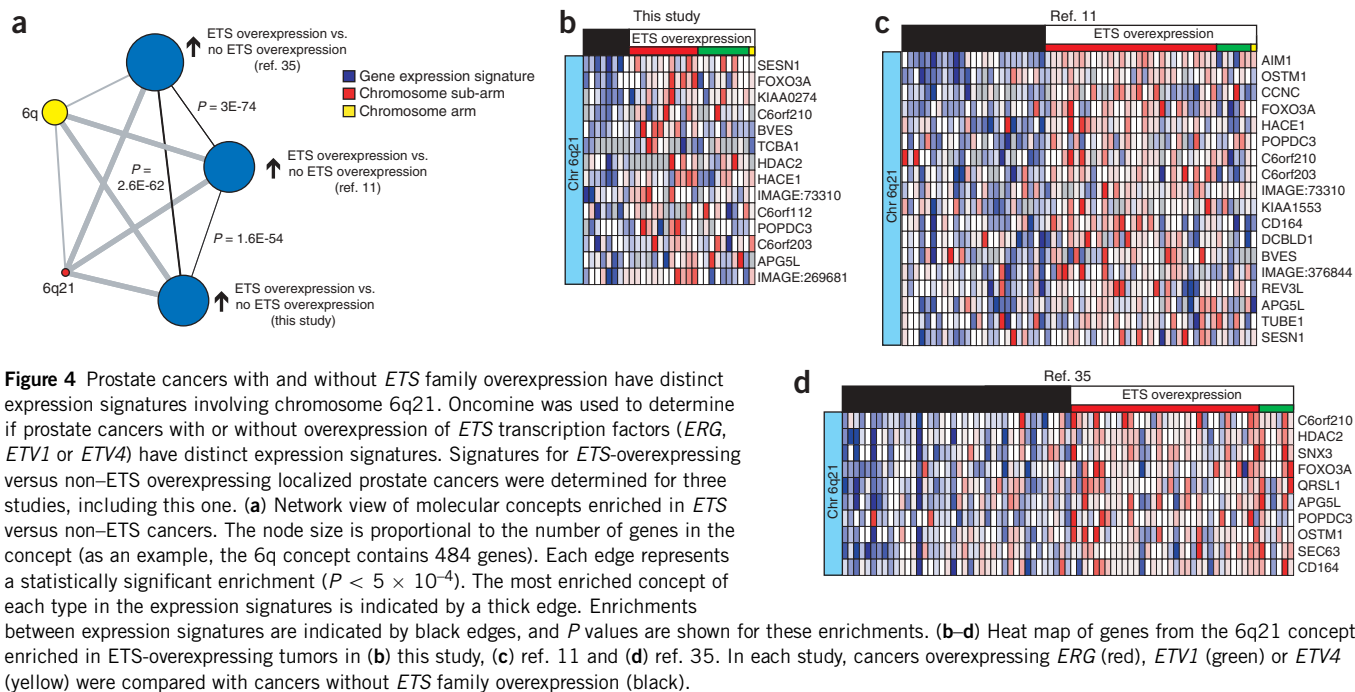 a
ETS overexpression vs.
no ETS overexpression
(ref. 35)
Gene expression signature
Chromosome sub-arm
Chromosome arm
6q
P = 3E-74
ETS overexpression vs.
no ETS overexpression
(ref. 11)
P =
2.6E-62
P = 1.6E-54
6q21
ETS overexpression vs.
no ETS overexpression
(this study)
b
This study
ETS overexpression
Chr 6q21
SESN1
FOXO3A
KIAA0274
C6orf210
BVES
TCBA1
HDAC2
HACE1
IMAGE:73310
C6orf112
POPDC3
C6orf203
APG5L
IMAGE:269681
c
Ref. 11
ETS overexpression
Chr 6q21
AIM1
OSTM1
CCNC
FOXO3A
HACE1
POPDC3
C6orf210
C6orf203
IMAGE:73310
KIAA1553
CD164
DCBLD1
BVES
IMAGE:376844
REV3L
APG5L
TUBE1
SESN1
d
Ref. 35
ETS overexpression
Chr 6q21
C6orf210
HDAC2
SNX3
FOXO3A
QRSL1
APG5L
POPDC3
OSTM1
SEC63
CD164
Figure 4 Prostate cancers with and without ETS family overexpression have distinct
expression signatures involving chromosome 6q21. Oncomine was used to determine
if prostate cancers with or without overexpression of ETS transcription factors (ERG,
ETV1 or ETV4) have distinct expression signatures. Signatures for ETS-overexpressing
versus non–ETS overexpressing localized prostate cancers were determined for three
studies, including this one. (a) Network view of molecular concepts enriched in ETS
versus non–ETS cancers. The node size is proportional to the number of genes in the
concept (as an example, the 6q concept contains 484 genes). Each edge represents
a statistically significant enrichment (P < 5 × 10⁻⁴). The most enriched concept of
each type in the expression signatures is indicated by a thick edge. Enrichments
between expression signatures are indicated by black edges, and P values are shown for these enrichments. (b–d) Heat map of genes from the 6q21 concept
enriched in ETS-overexpressing tumors in (b) this study, (c) ref. 11 and (d) ref. 35. In each study, cancers overexpressing ERG (red), ETV1 (green) or ETV4
(yellow) were compared with cancers without ETS family overexpression (black).